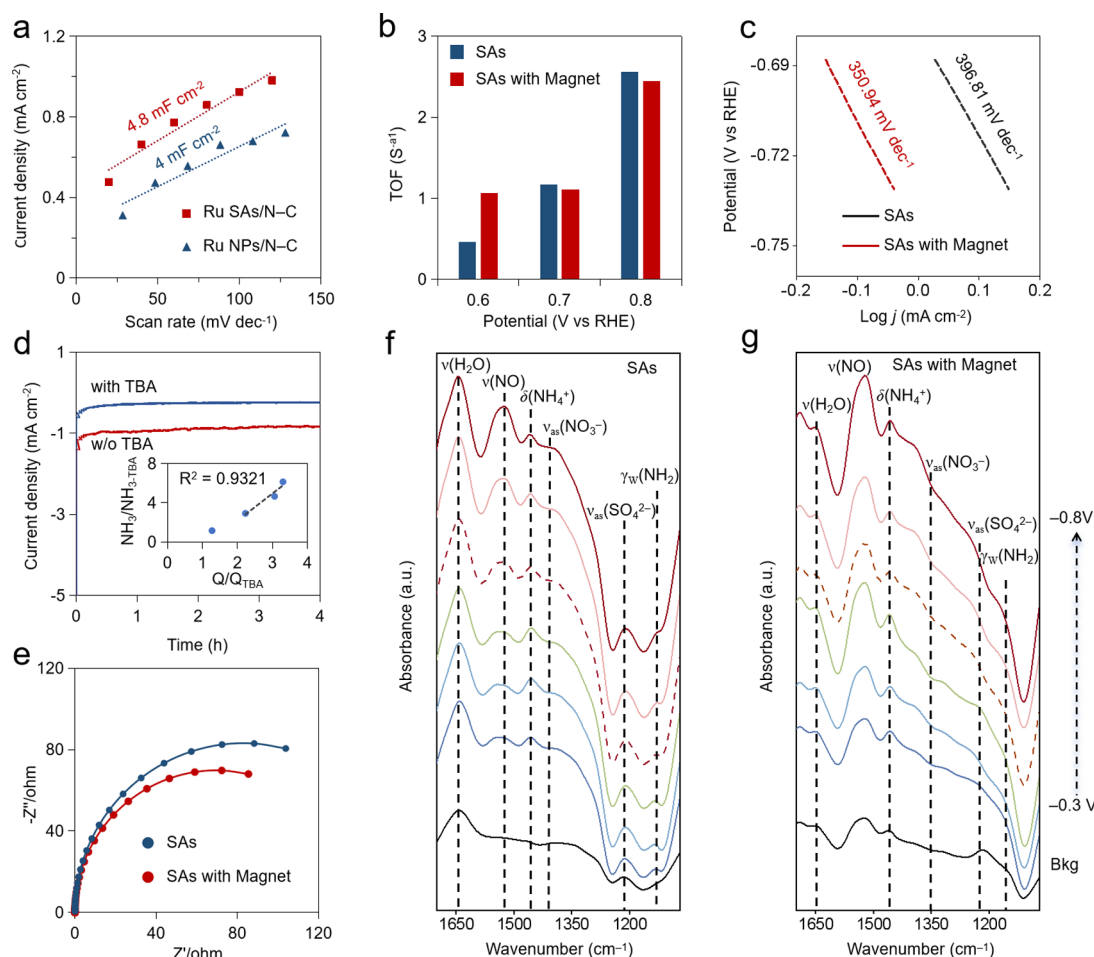 a
1.2
0.8
0.4
0
current density (mA cm⁻²)
4.8 mF cm⁻²
4 mF cm⁻²
Ru SAs/N–C
Ru NPs/N–C
0 50 100 150
Scan rate (mV dec⁻¹)
b
SAs
SAs with Magnet
3
2
1
0
TOF (S⁻ᵃ¹)
0.6 0.7 0.8
Potential (V vs RHE)
c
-0.69
-0.72
-0.75
Potential (V vs RHE)
350.94 mV dec⁻¹
396.81 mV dec⁻¹
SAs
SAs with Magnet
-0.2 -0.1 0.0 0.1 0.2
Log j (mA cm⁻²)
d
1
-1
-3
-5
Current density (mA cm⁻²)
with TBA
w/o TBA
8
4
0
NH₃/NH₃₋TBA
R² = 0.9321
0 1 2 3 4
Q/Q_TBA
0 1 2 3 4
Time (h)
e
-120
-80
-40
0
-Z''/ohm
SAs
SAs with Magnet
0 40 80 120
Z'/ohm
f
SAs
ν(H₂O)
ν(NO)
δ(NH₄⁺)
νas(NO₃⁻)
γW(NH₂)
νas(SO₄²⁻)
Absorbance (a.u.)
1650 1500 1350 1200
Wavenumber (cm⁻¹)
g
SAs with Magnet
ν(NO)
ν(H₂O)
δ(NH₄⁺)
νas(NO₃⁻)
νas(SO₄²⁻)
γW(NH₂)
Absorbance (a.u.)
–0.8V
–0.3 V
Bkg
1650 1500 1350 1200
Wavenumber (cm⁻¹)